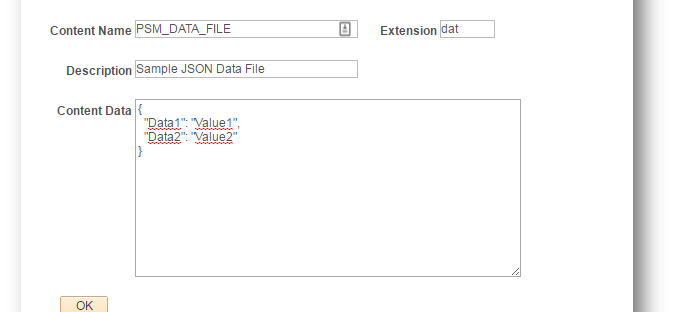 Content Name PSM_DATA_FILE Extension dat
Description Sample JSON Data File
Content Data {
"Data1": "Value1",
"Data2": "Value2"
}
OK